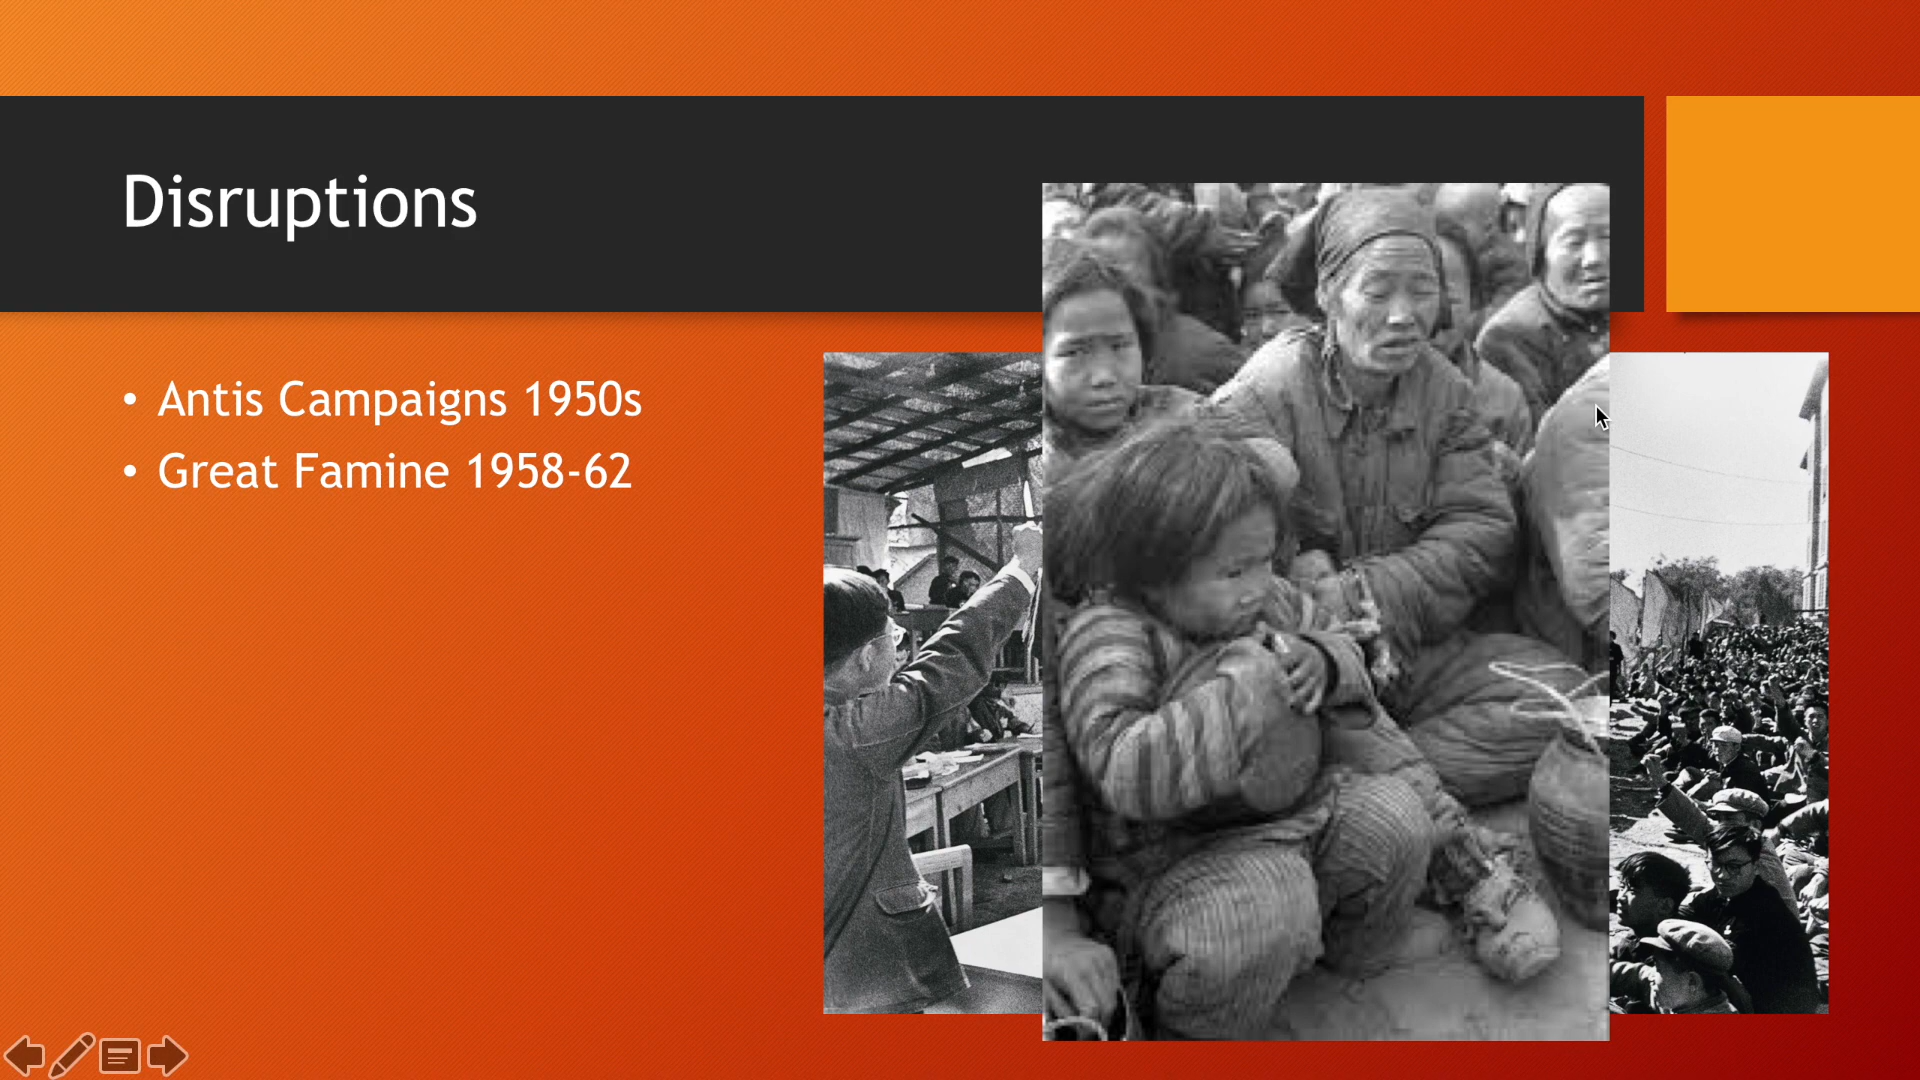 Disruptions
• Antis Campaigns 1950s
• Great Famine 1958-62